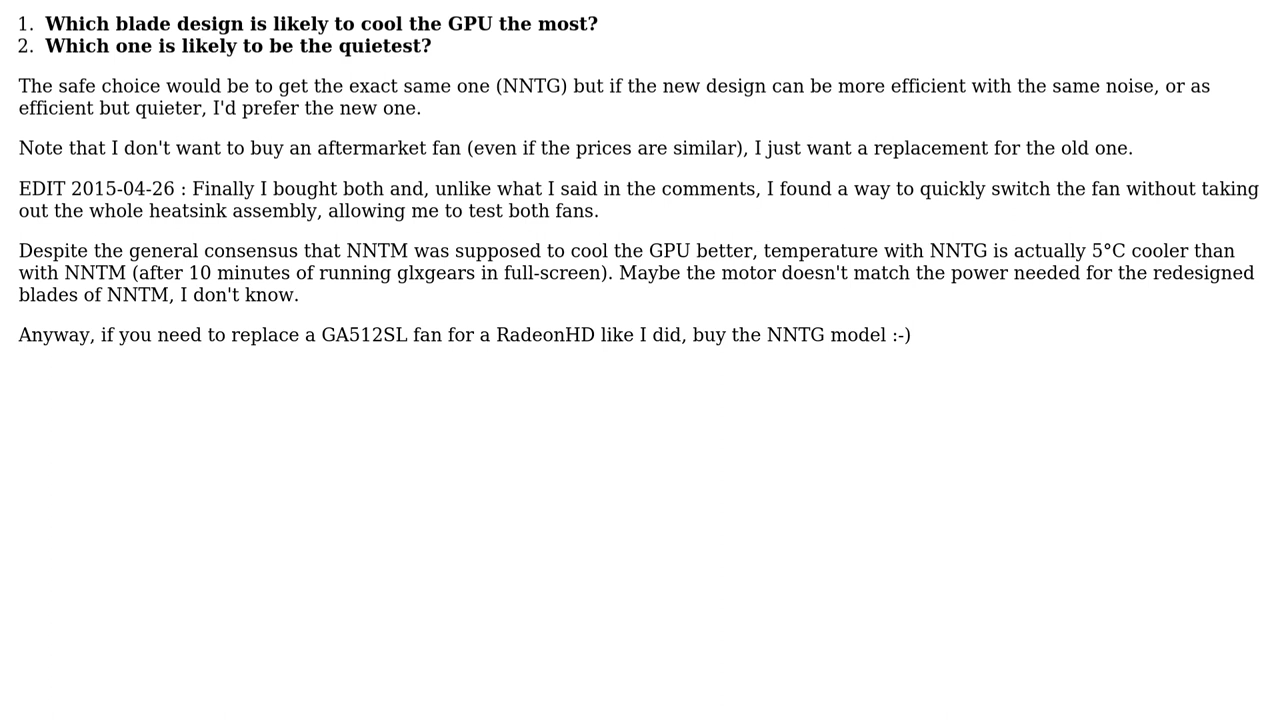 1. Which blade design is likely to cool the GPU the most?
2. Which one is likely to be the quietest?
The safe choice would be to get the exact same one (NNTG) but if the new design can be more efficient with the same noise, or as
efficient but quieter, I'd prefer the new one.
Note that I don't want to buy an aftermarket fan (even if the prices are similar), I just want a replacement for the old one.
EDIT 2015-04-26 : Finally I bought both and, unlike what I said in the comments, I found a way to quickly switch the fan without taking
out the whole heatsink assembly, allowing me to test both fans.
Despite the general consensus that NNTM was supposed to cool the GPU better, temperature with NNTG is actually 5°C cooler than
with NNTM (after 10 minutes of running glxgears in full-screen). Maybe the motor doesn't match the power needed for the redesigned
blades of NNTM, I don't know.
Anyway, if you need to replace a GA512SL fan for a RadeonHD like I did, buy the NNTG model :-)